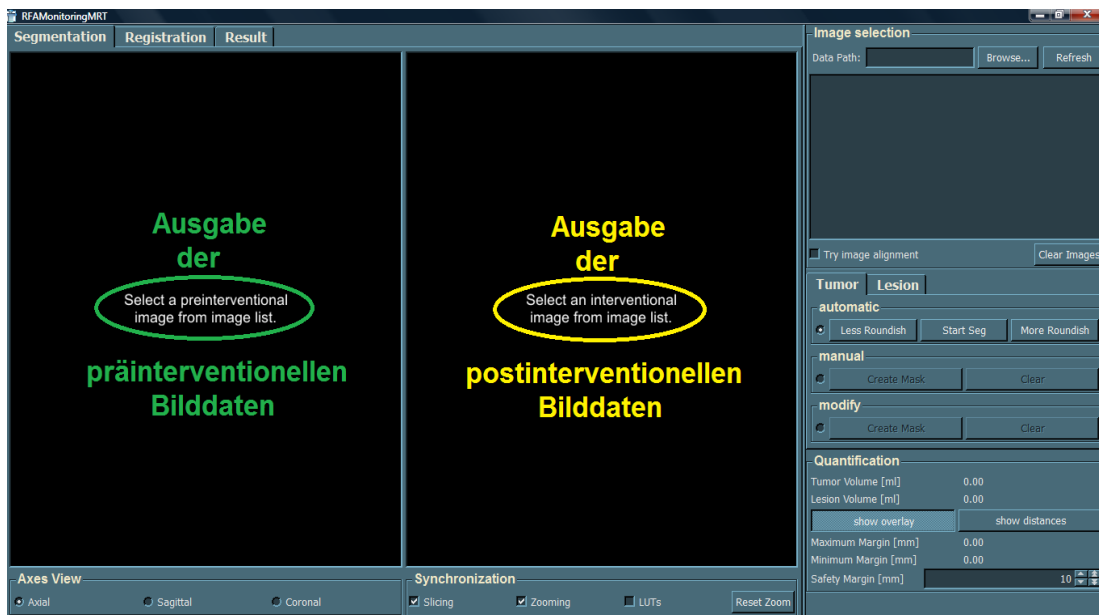 RFAMonitoringMRT
Segmentation Registration Result
Ausgabe
der
Select a preinterventional
image from image list.
präinterventionellen
Bilddaten
Ausgabe
der
Select an interventional
image from image list.
postinterventionellen
Bilddaten
Axes View
Axial Sagittal Coronal
Synchronization
Slicing Zooming LUTs Reset Zoom
Image selection
Data Path: Browse... Refresh
Try image alignment Clear Images
Tumor Lesion
automatic
Less Roundish Start Seg More Roundish
manual
Create Mask Clear
modify
Create Mask Clear
Quantification
Tumor Volume [ml] 0.00
Lesion Volume [ml] 0.00
show overlay show distances
Maximum Margin [mm] 0.00
Minimum Margin [mm] 0.00
Safety Margin [mm] 10